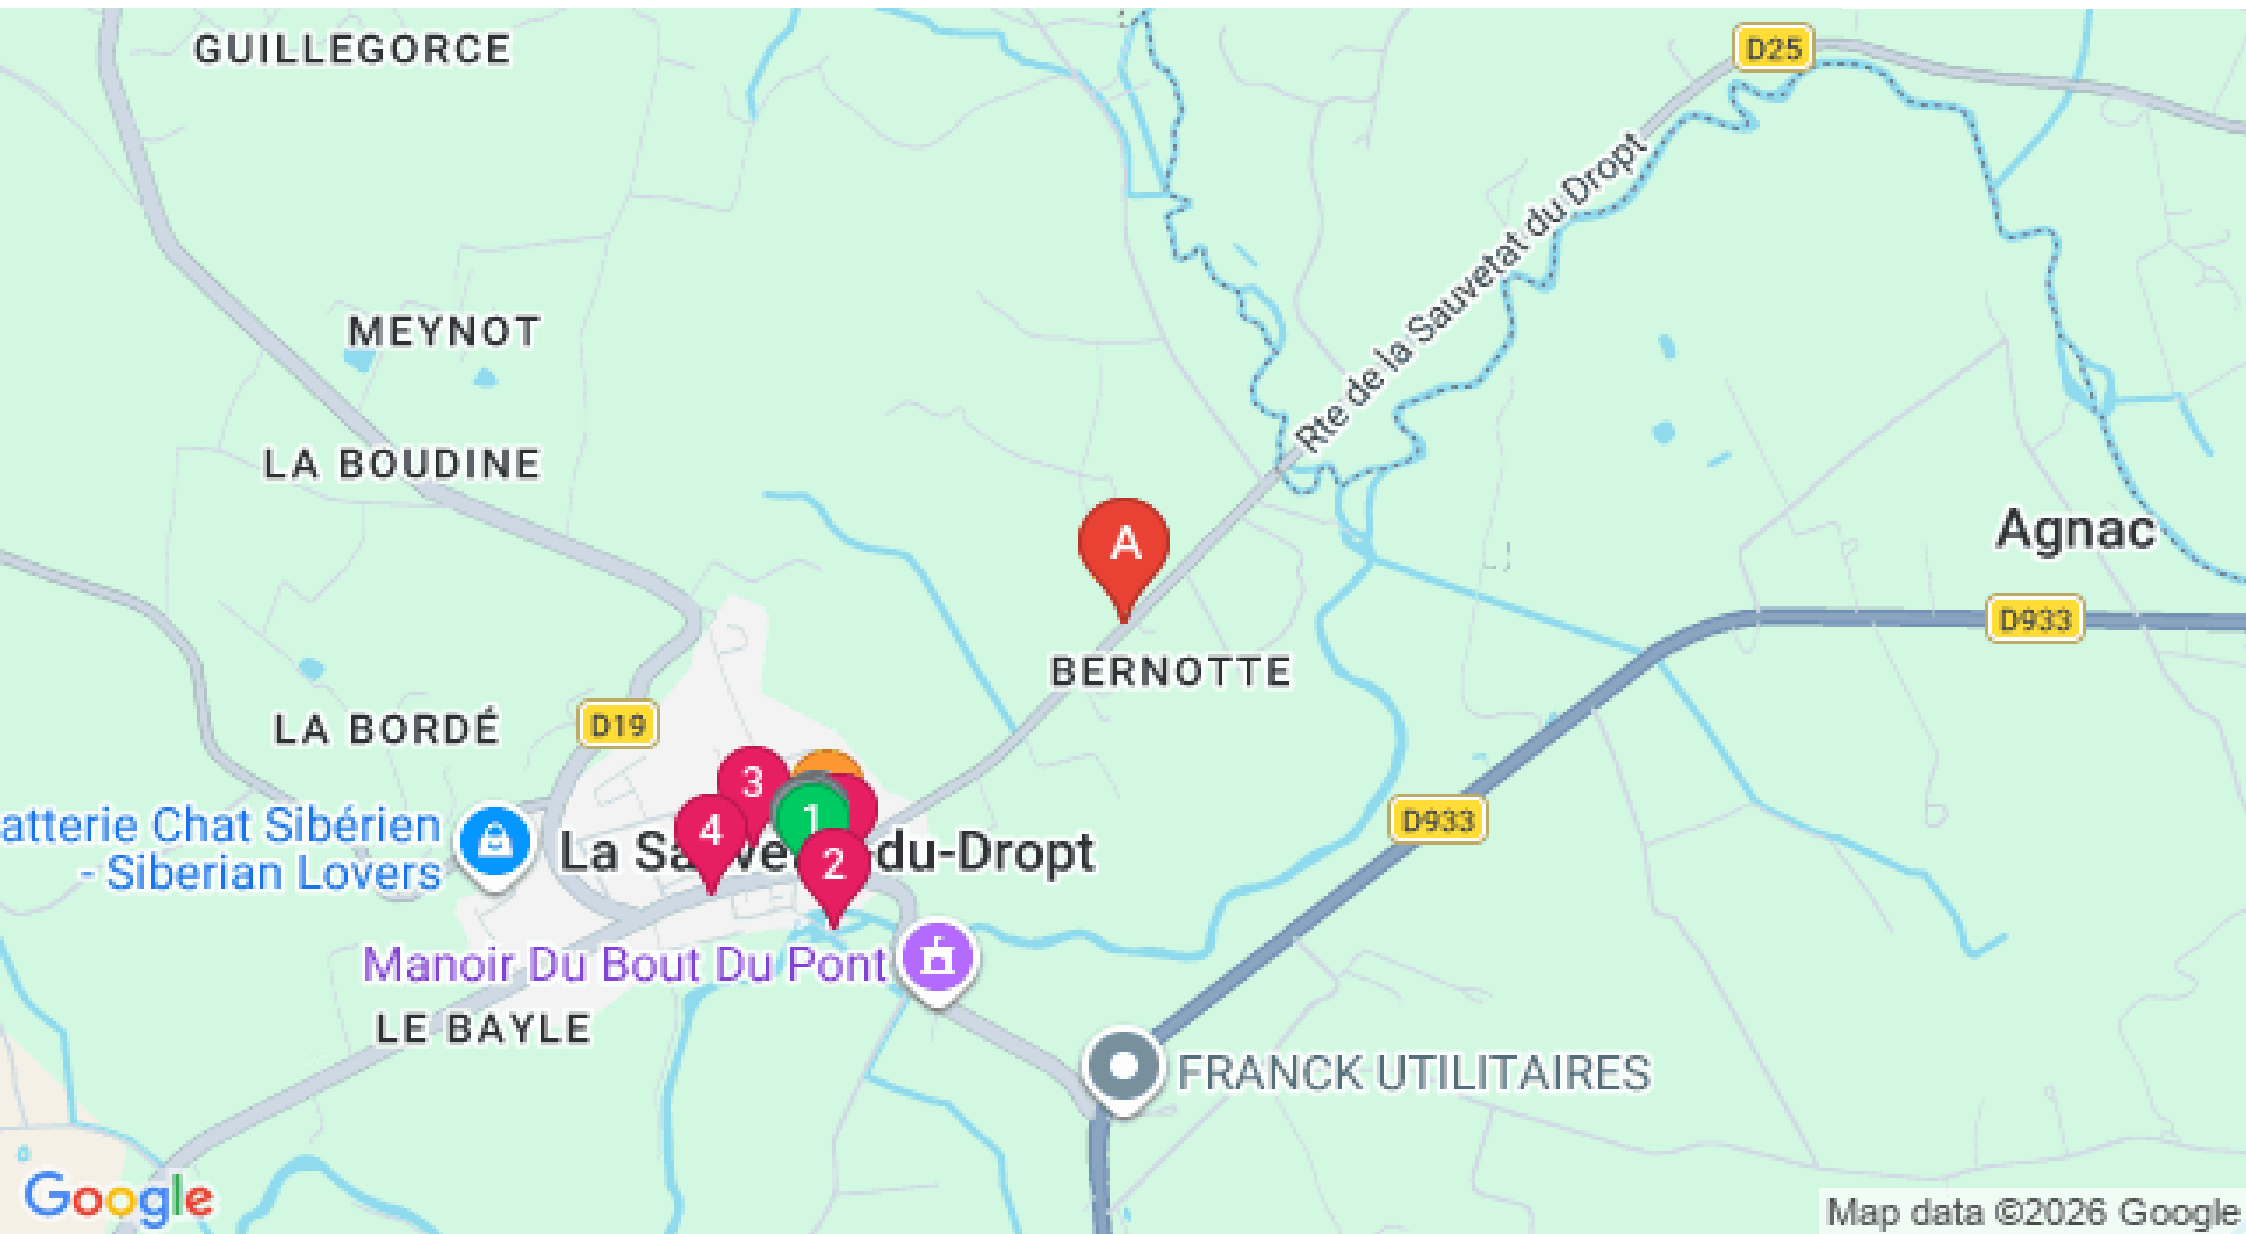 GUILLEGORCE
D25
Rte de la Sauvetat du Dropt
MEYNOT
LA BOUDINE
A
Agnac
D933
BERNOTTE
LA BORDÉ
D19
3
1
4
2
D933
atterie Chat Sibérien
- Siberian Lovers
La Sauve -du-Dropt
Manoir Du Bout Du Pont
LE BAYLE
FRANCK UTILITAIRES
Google
Map data ©2026 Google